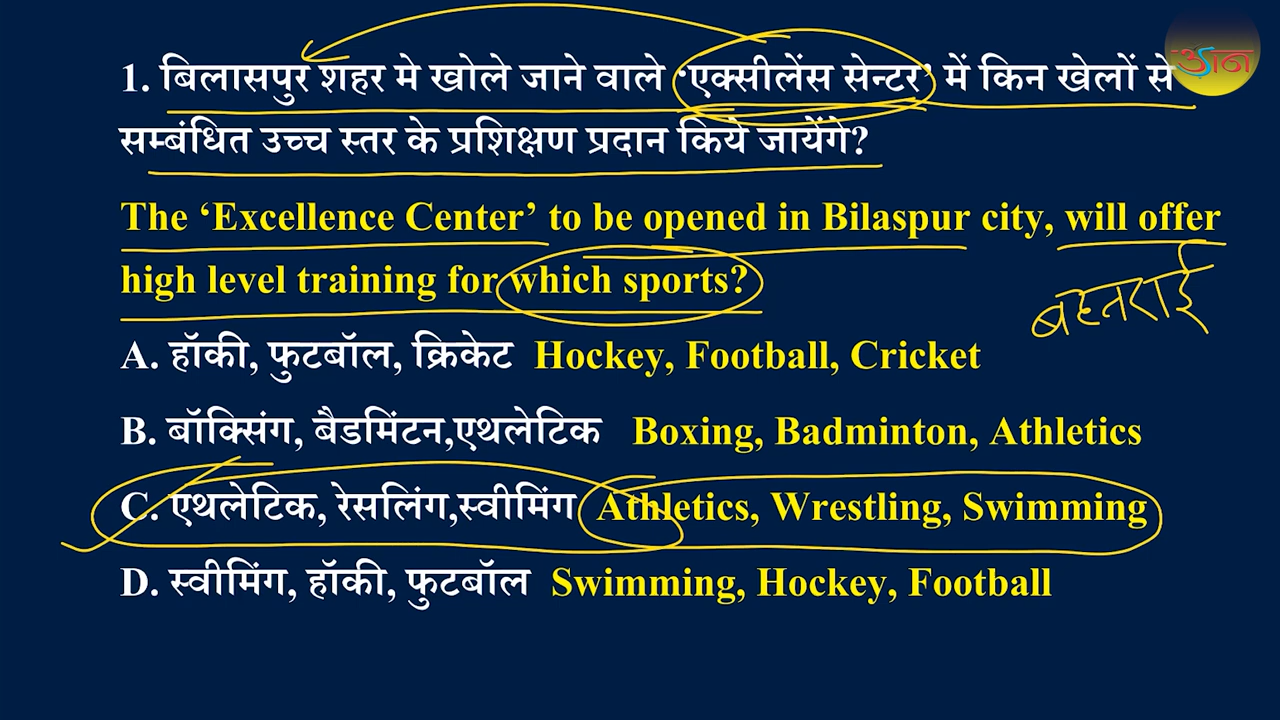 उड़ान
1. बिलासपुर शहर मे खोले जाने वाले ‘एक्सीलेंस सेन्टर’ में किन खेलों से
सम्बंधित उच्च स्तर के प्रशिक्षण प्रदान किये जायेंगे?
The ‘Excellence Center’ to be opened in Bilaspur city, will offer
high level training for which sports?
बहतराई
A. हॉकी, फुटबॉल, क्रिकेट Hockey, Football, Cricket
B. बॉक्सिंग, बैडमिंटन,एथलेटिक Boxing, Badminton, Athletics
C. एथलेटिक, रेसलिंग,स्वीमिंग Athletics, Wrestling, Swimming
D. स्वीमिंग, हॉकी, फुटबॉल Swimming, Hockey, Football